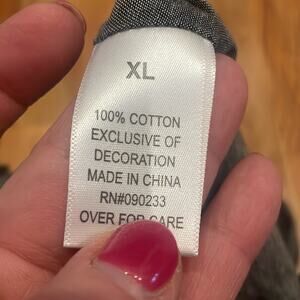 XL
100% COTTON
EXCLUSIVE OF
DECORATION
MADE IN CHINA
RN#090233
OVER FOR CARE